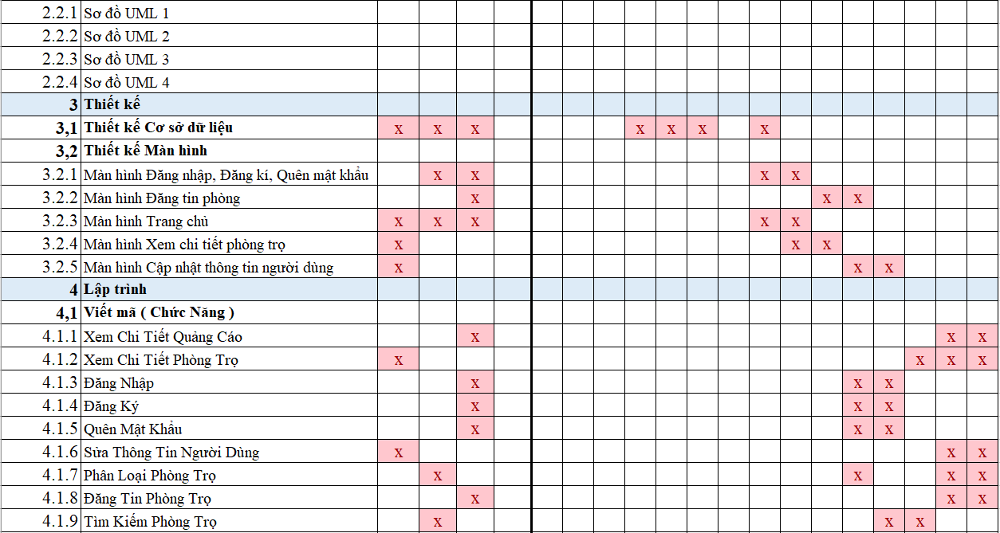 2.2.1 Sơ đồ UML 1
2.2.2 Sơ đồ UML 2
2.2.3 Sơ đồ UML 3
2.2.4 Sơ đồ UML 4
3 Thiết kế
3,1 Thiết kế Cơ sở dữ liệu x x x x x x x
3,2 Thiết kế Màn hình
3.2.1 Màn hình Đăng nhập, Đăng kí, Quên mật khẩu x x x x
3.2.2 Màn hình Đăng tin phòng x x x
3.2.3 Màn hình Trang chủ x x x x x
3.2.4 Màn hình Xem chi tiết phòng trọ x x x
3.2.5 Màn hình Cập nhật thông tin người dùng x x x
4 Lập trình
4,1 Viết mã ( Chức Năng )
4.1.1 Xem Chi Tiết Quảng Cáo x x x
4.1.2 Xem Chi Tiết Phòng Trọ x x x x
4.1.3 Đăng Nhập x x x
4.1.4 Đăng Ký x x x
4.1.5 Quên Mật Khẩu x x x
4.1.6 Sửa Thông Tin Người Dùng x x x
4.1.7 Phân Loại Phòng Trọ x x x x
4.1.8 Đăng Tin Phòng Trọ x x x
4.1.9 Tìm Kiếm Phòng Trọ x x x